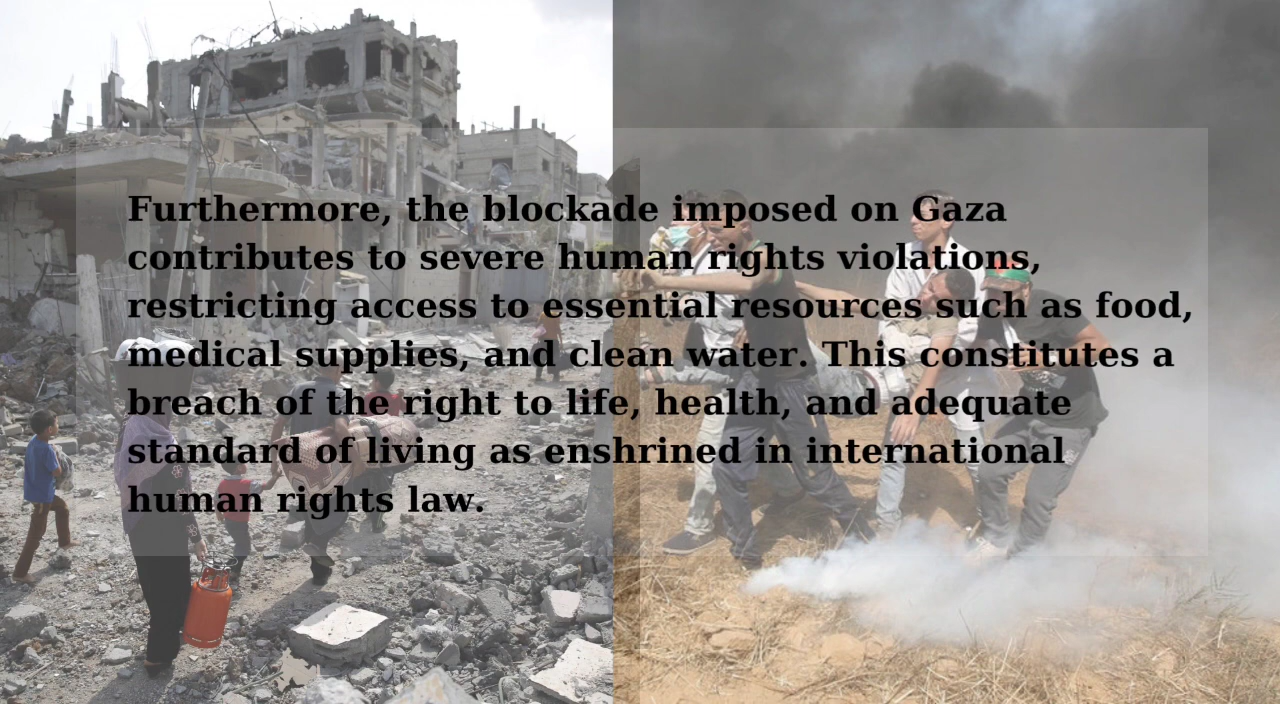 Furthermore, the blockade imposed on Gaza
contributes to severe human rights violations,
restricting access to essential resources such as food,
medical supplies, and clean water. This constitutes a
breach of the right to life, health, and adequate
standard of living as enshrined in international
human rights law.